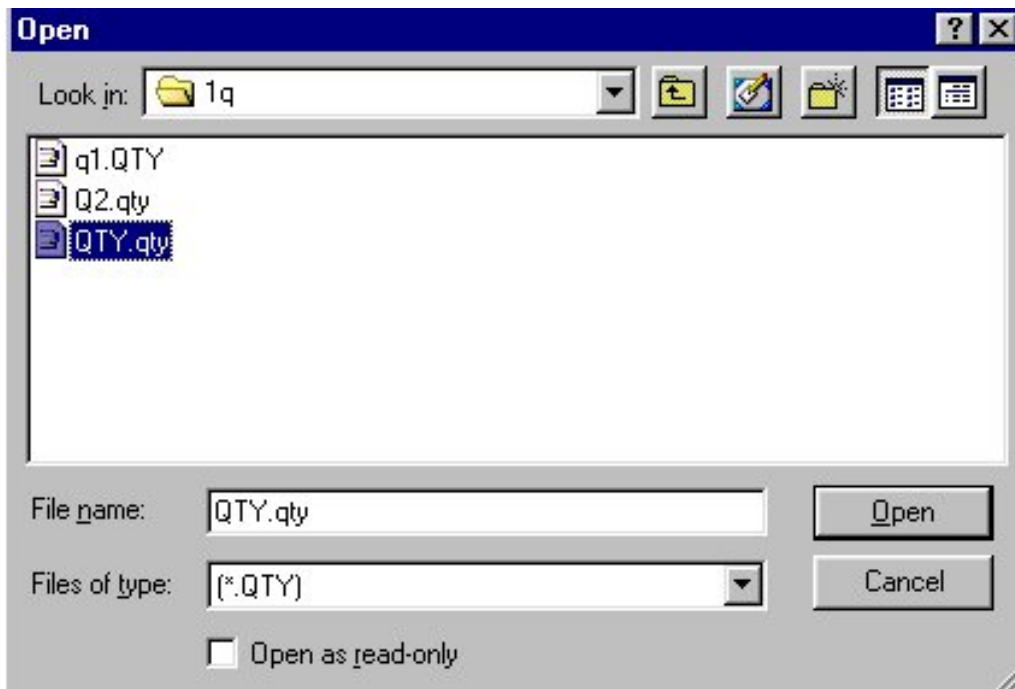 Open
Look in: 1q
q1.QTY
Q2.qty
QTY.qty
File name: QTY.qty Open
Files of type: (*.QTY) Cancel
Open as read-only